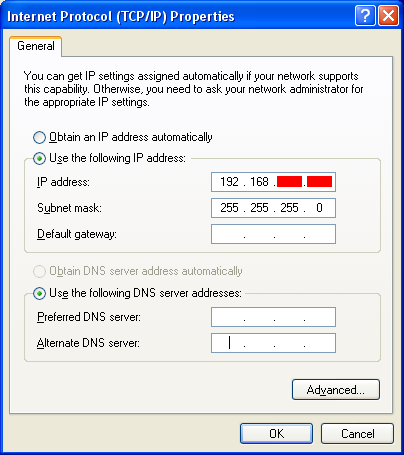 Internet Protocol (TCP/IP) Properties
General
You can get IP settings assigned automatically if your network supports
this capability. Otherwise, you need to ask your network administrator for
the appropriate IP settings.
Obtain an IP address automatically
Use the following IP address:
IP address: 192 . 168 . .
Subnet mask: 255 . 255 . 255 . 0
Default gateway: . . .
Obtain DNS server address automatically
Use the following DNS server addresses:
Preferred DNS server: . . .
Alternate DNS server: . . .
Advanced...
OK Cancel